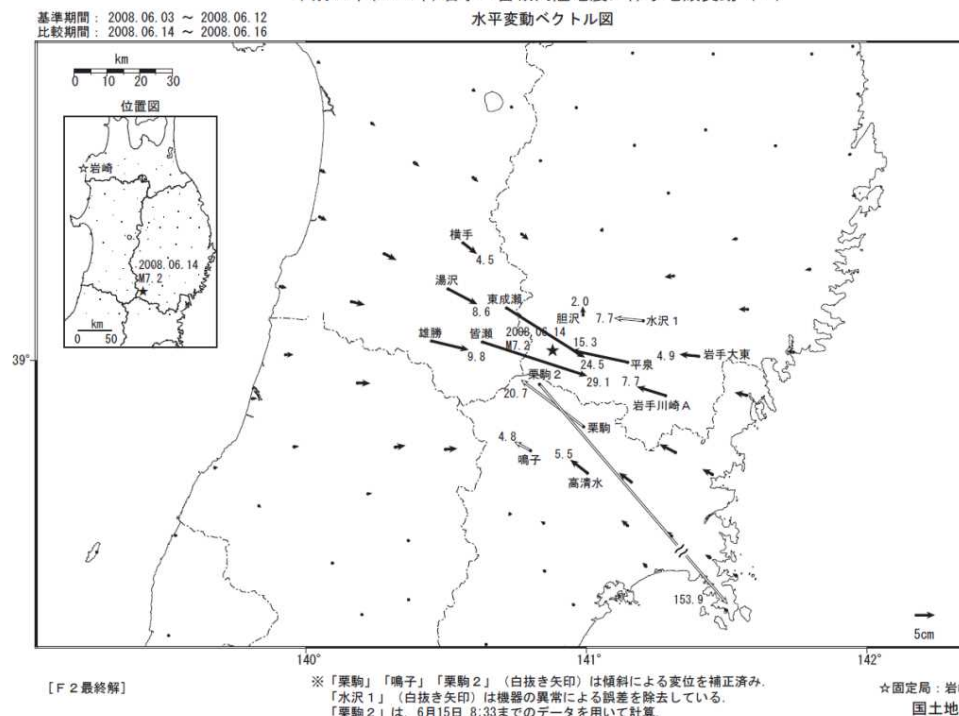 基準期間： 2008.06.03 ～ 2008.06.12
比較期間： 2008.06.14 ～ 2008.06.16
水平変動ベクトル図
km
0 10 20 30
位置図
☆岩崎
2008.06.14
M7.2
km
0 50
横手
4.5
湯沢
8.6
東成瀬
2.0
胆沢
7.7
水沢１
雄勝
9.8
皆瀬
2008.06.14
M7.2
15.3
平泉
4.9
岩手大東
39°
24.5
29.1
7.7
岩手川崎Ａ
栗駒２
20.7
栗駒
4.8
鳴子
5.5
高清水
153.9
5cm
140°
141°
142°
[Ｆ２最終解]
※「栗駒」「鳴子」「栗駒２」（白抜き矢印）は傾斜による変位を補正済み.
「水沢１」（白抜き矢印）は機器の異常による誤差を除去している.
「栗駒２」は、6月15日 8:33までのデータを用いて計算.
☆固定局：岩
国土地